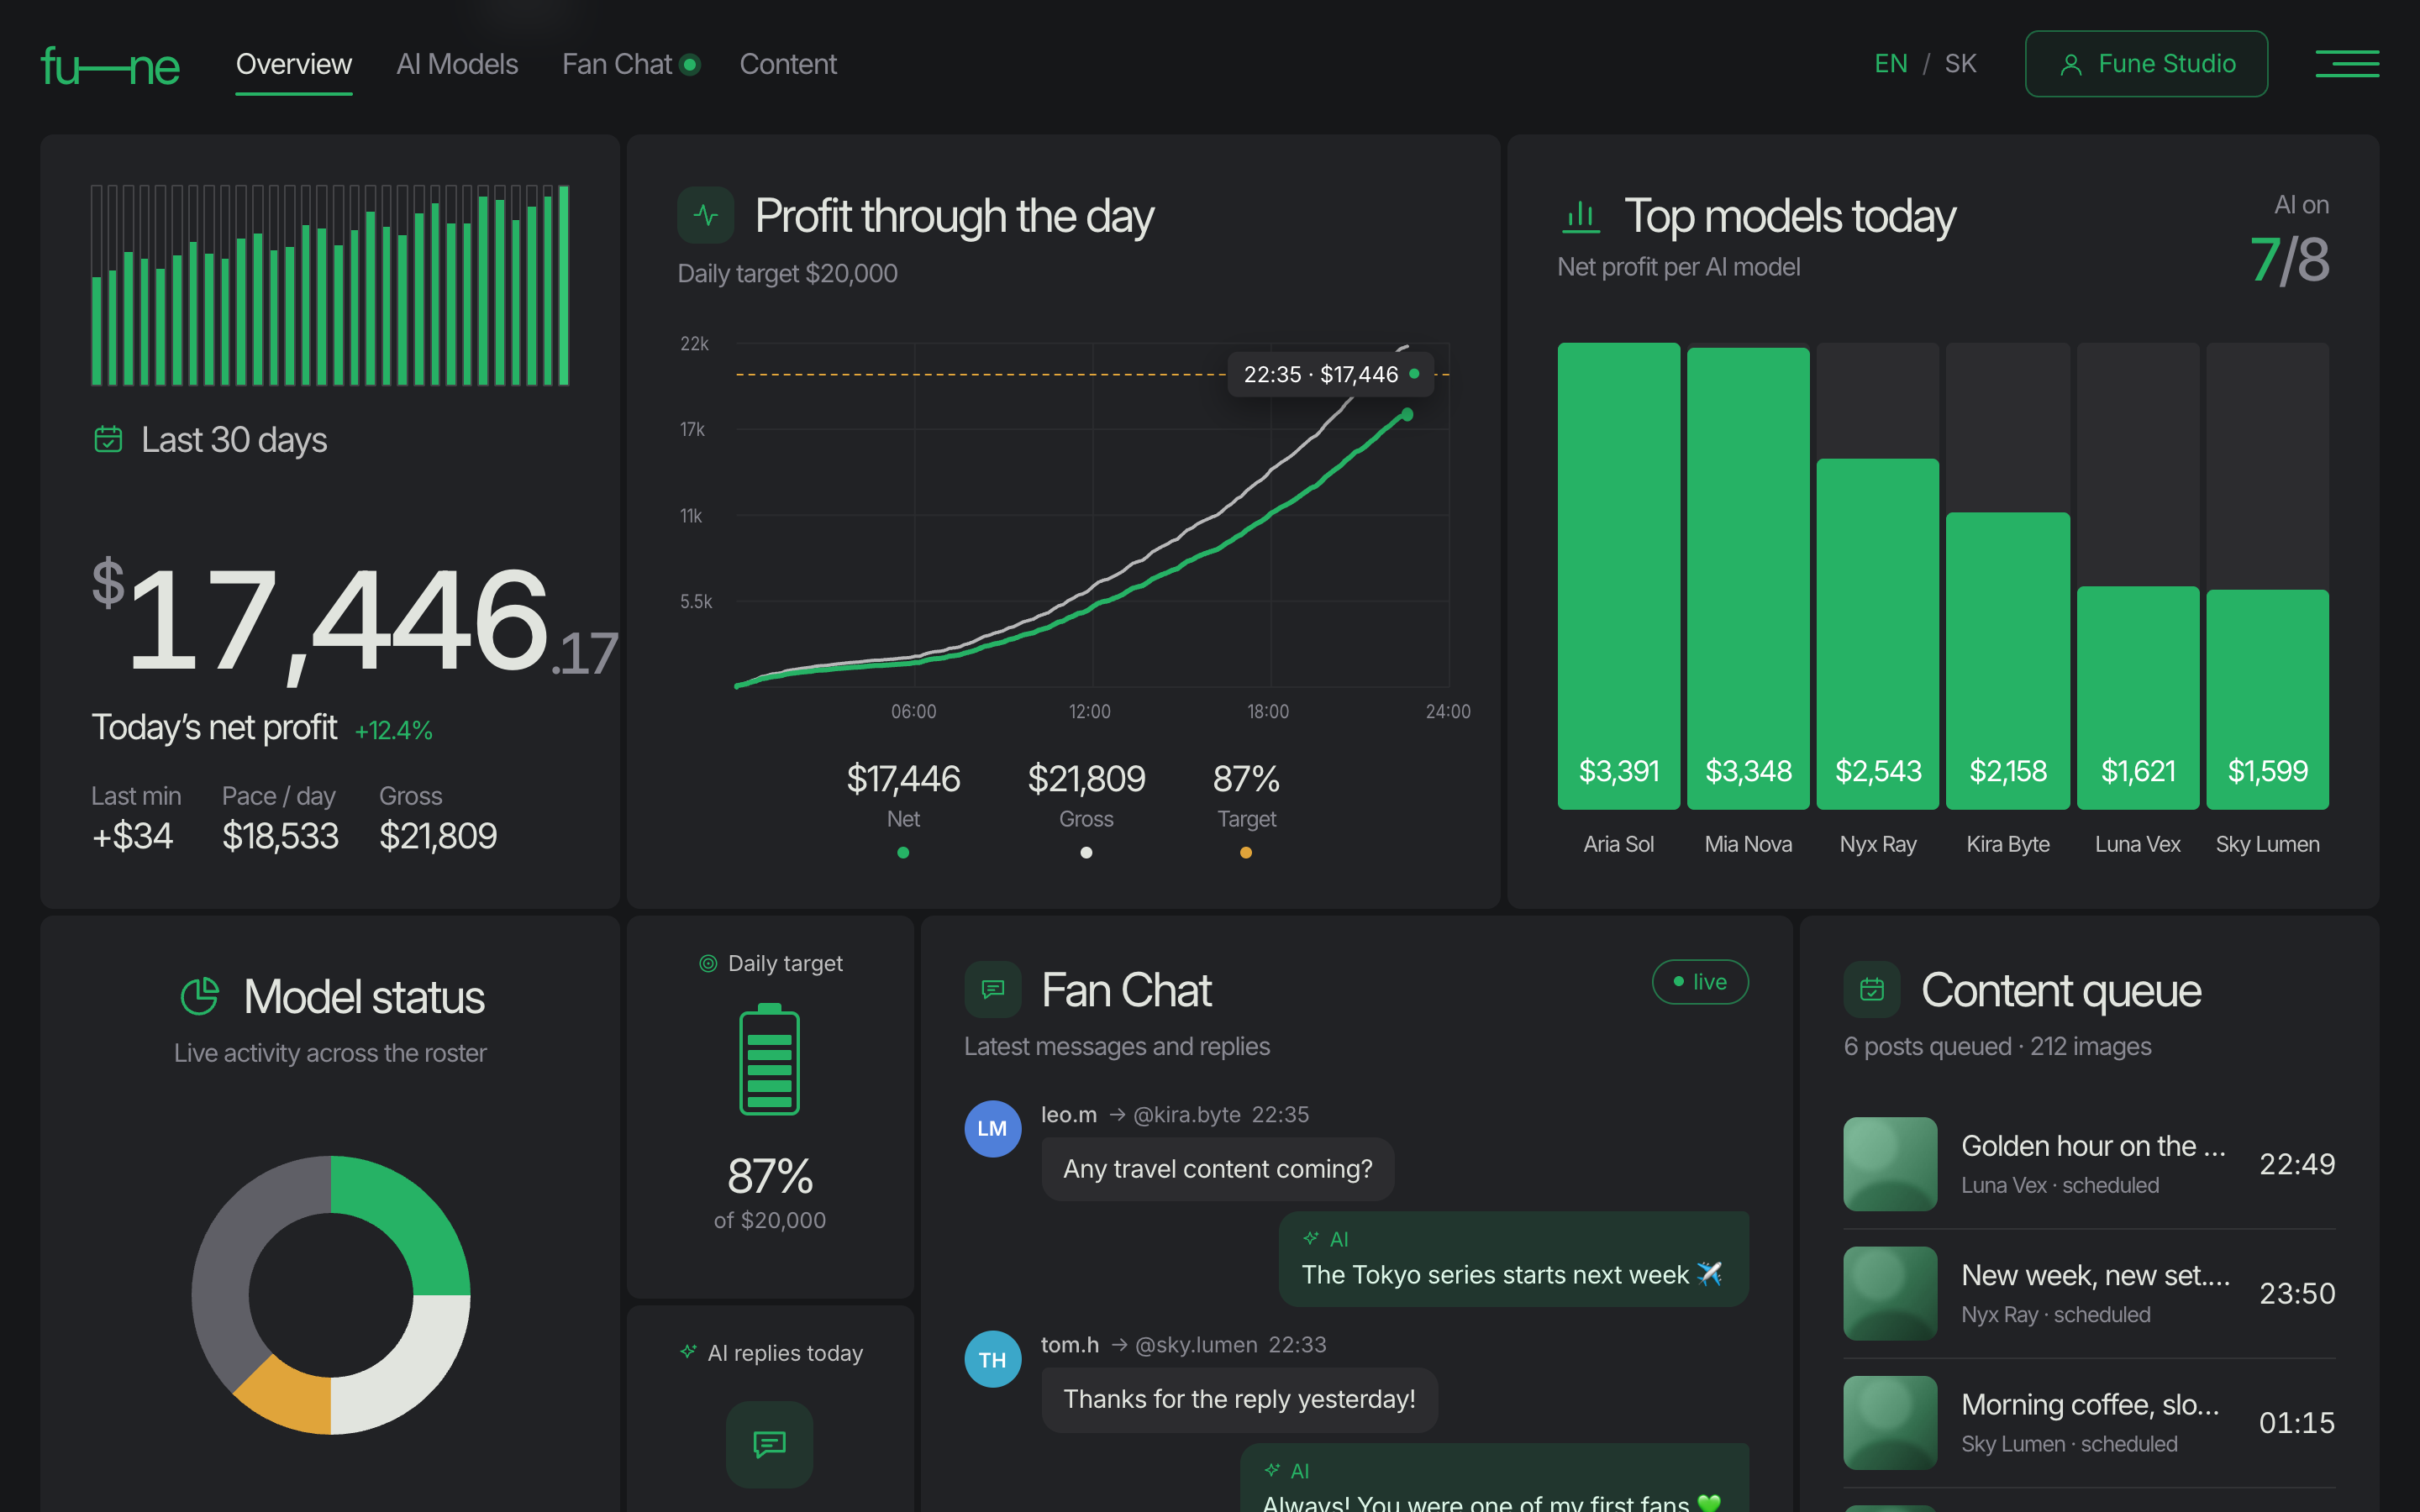 fu—ne
Overview
AI Models
Fan Chat
Content
EN / SK
Fune Studio
Last 30 days
$17,446.17
Today’s net profit +12.4%
Last min
+$34
Pace / day
$18,533
Gross
$21,809
Profit through the day
Daily target $20,000
22k
17k
11k
5.5k
22:35 · $17,446
06:00
12:00
18:00
24:00
$17,446
Net
$21,809
Gross
87%
Target
Top models today
Net profit per AI model
AI on
7/8
$3,391
$3,348
$2,543
$2,158
$1,621
$1,599
Aria Sol
Mia Nova
Nyx Ray
Kira Byte
Luna Vex
Sky Lumen
Model status
Live activity across the roster
Daily target
87%
of $20,000
AI replies today
Fan Chat
live
Latest messages and replies
LM
leo.m → @kira.byte 22:35
Any travel content coming?
AI
The Tokyo series starts next week ✈️
TH
tom.h → @sky.lumen 22:33
Thanks for the reply yesterday!
AI
Always! You were one of my first fans 💚
Content queue
6 posts queued · 212 images
Golden hour on the ...
Luna Vex · scheduled
22:49
New week, new set....
Nyx Ray · scheduled
23:50
Morning coffee, slo...
Sky Lumen · scheduled
01:15